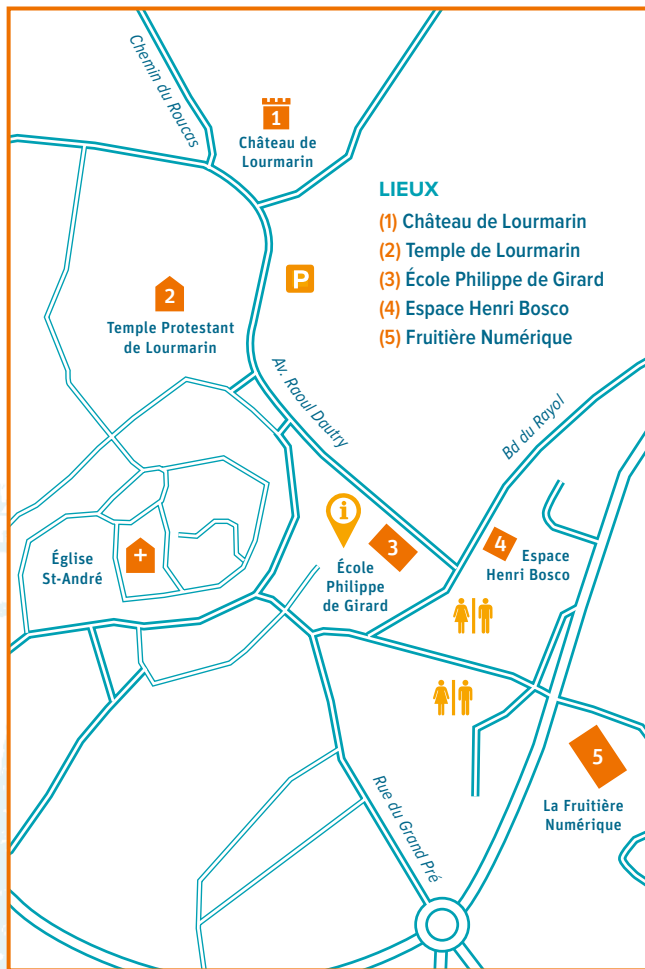 Chemin du Roucas
1
Château de
Lourmarin
LIEUX
(1) Château de Lourmarin
(2) Temple de Lourmarin
(3) École Philippe de Girard
(4) Espace Henri Bosco
(5) Fruitière Numérique
P
2
Temple Protestant
de Lourmarin
Av. Raoul Dautry
Bd du Rayol
i
3
4
Espace
Henri Bosco
Église
St-André
École
Philippe
de Girard
5
La Fruitière
Numérique
Rue du Grand Pré